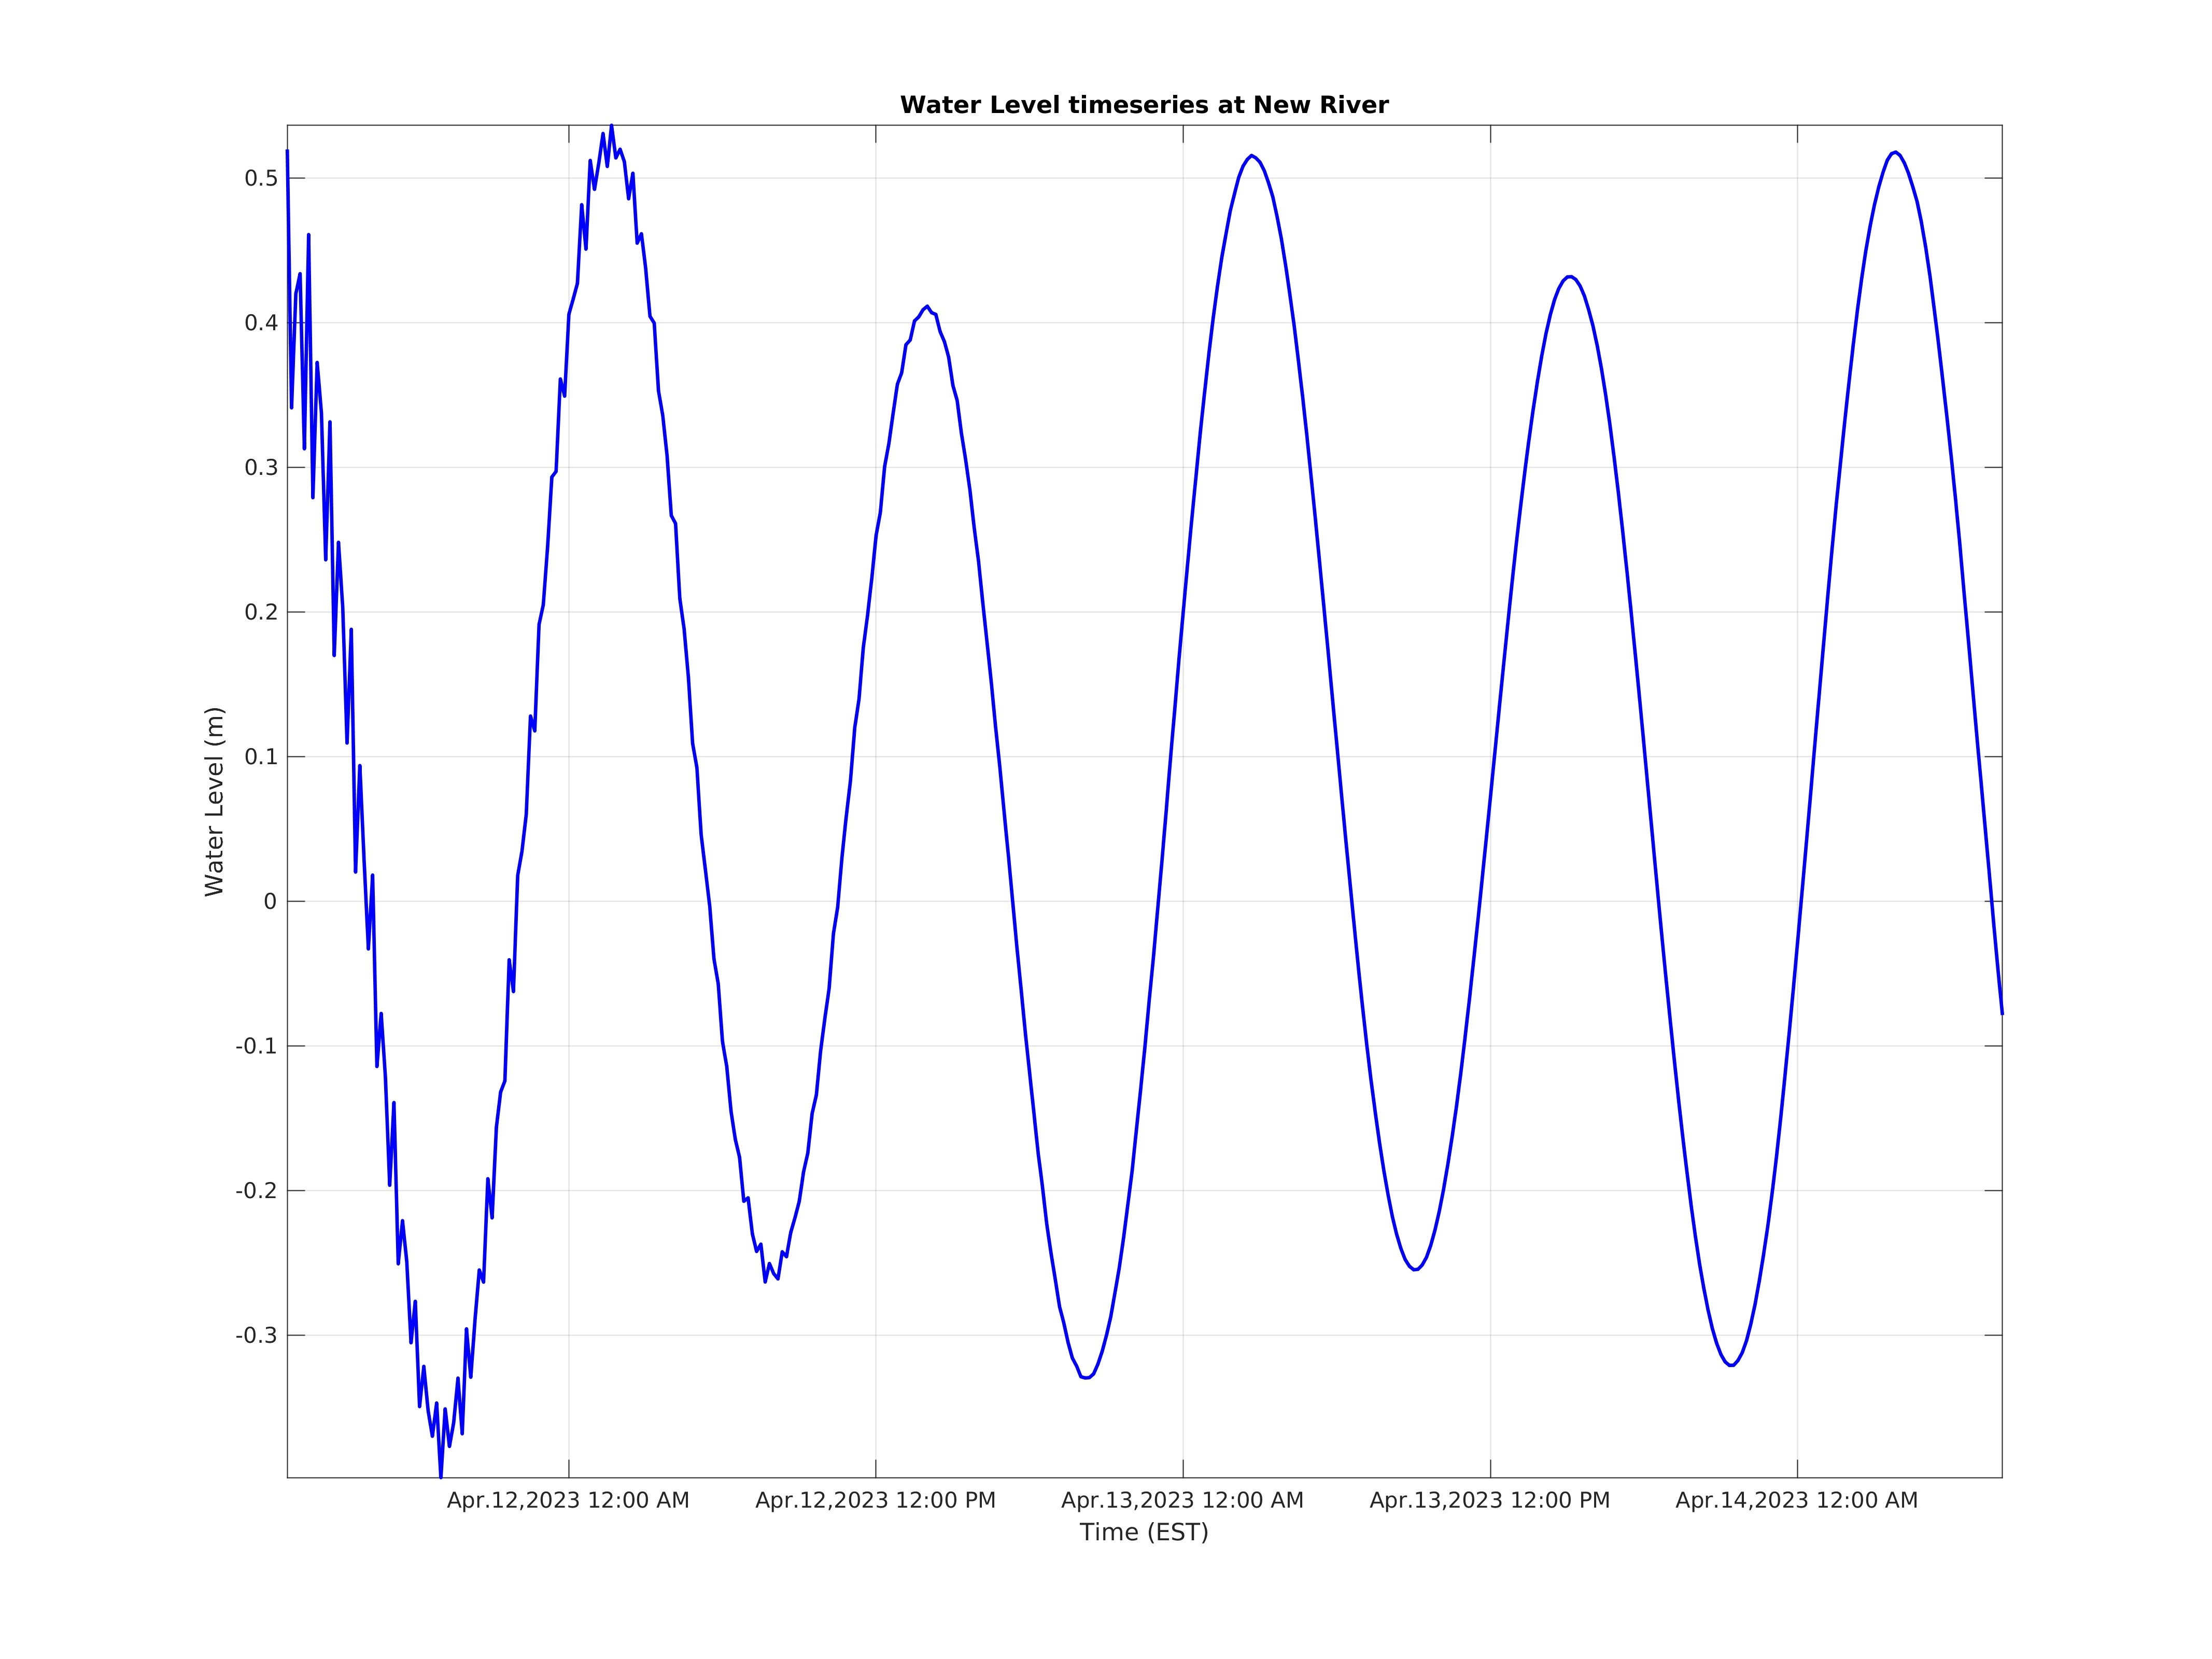 Water Level timeseries at New River
Water Level (m)
0.5
0.4
0.3
0.2
0.1
0
-0.1
-0.2
-0.3
Apr.12,2023 12:00 AM
Apr.12,2023 12:00 PM
Apr.13,2023 12:00 AM
Apr.13,2023 12:00 PM
Apr.14,2023 12:00 AM
Time (EST)